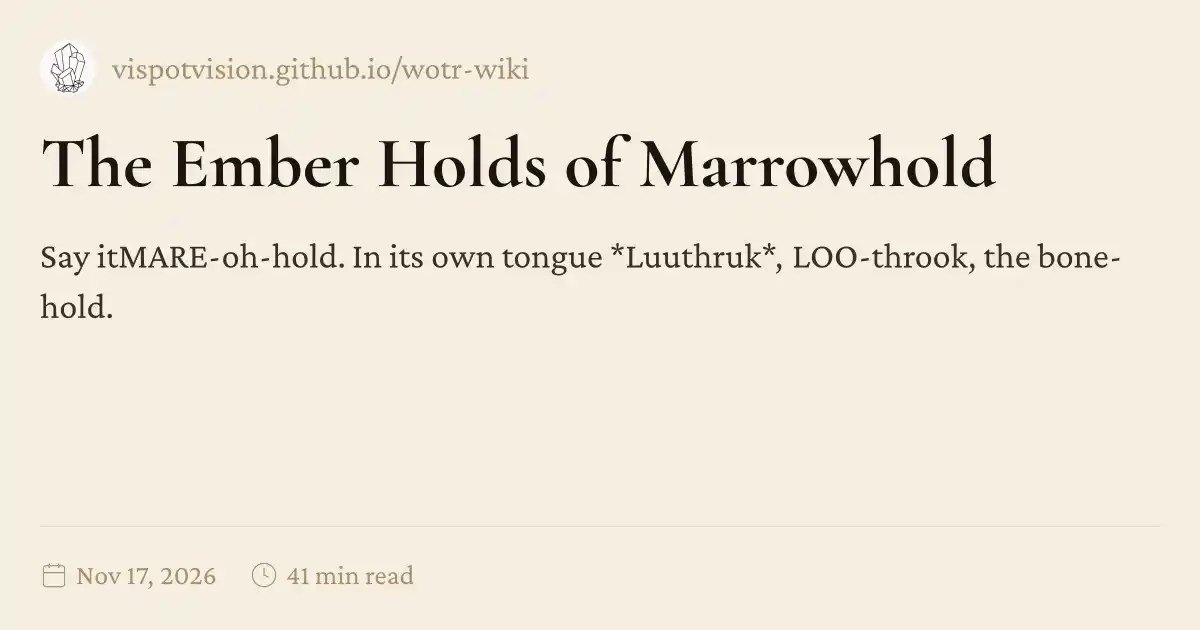 vispotvision.github.io/wotr-wiki
The Ember Holds of Marrowhold
Say itMARE-oh-hold. In its own tongue *Luuthruk*, LOO-throok, the bone-
hold.
Nov 17, 2026 41 min read